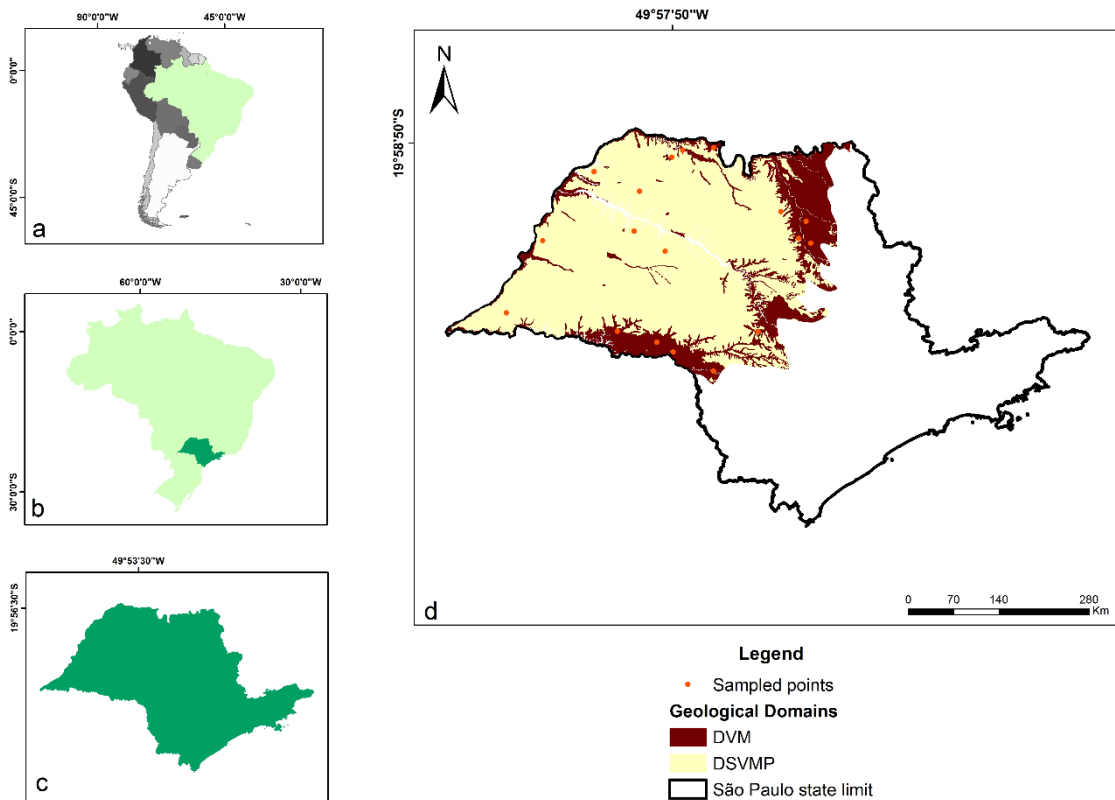 90°0'0"W
45°0'0"W
0°0'0"
45°0'0"S
a
60°0'0"W
30°0'0"W
0°0'0"
30°0'0"S
b
49°53'30"W
19°56'30"S
c
49°57'50"W
19°58'50"S
N
d
0 70 140 280
Km
Legend
Sampled points
Geological Domains
DVM
DSVMP
São Paulo state limit